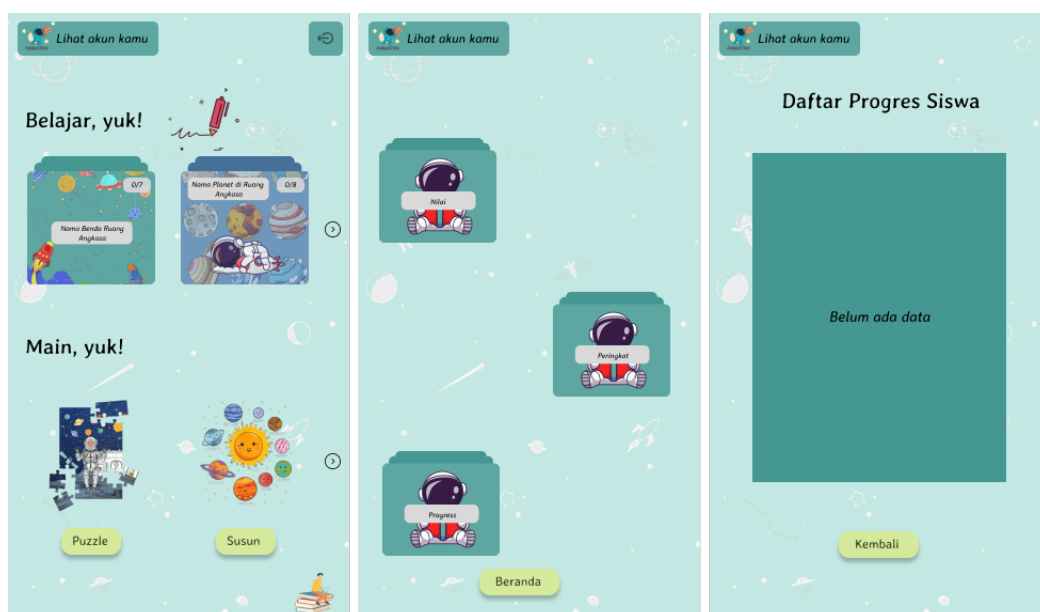 Lihat akun kamu
Belajar, yuk!
0/7
Nama Benda Ruang
Angkasa
Nama Planet di Ruang
Angkasa
0/8
Main, yuk!
Puzzle
Susun
Lihat akun kamu
Nilai
Peringkat
Progress
Beranda
Lihat akun kamu
Daftar Progres Siswa
Belum ada data
Kembali